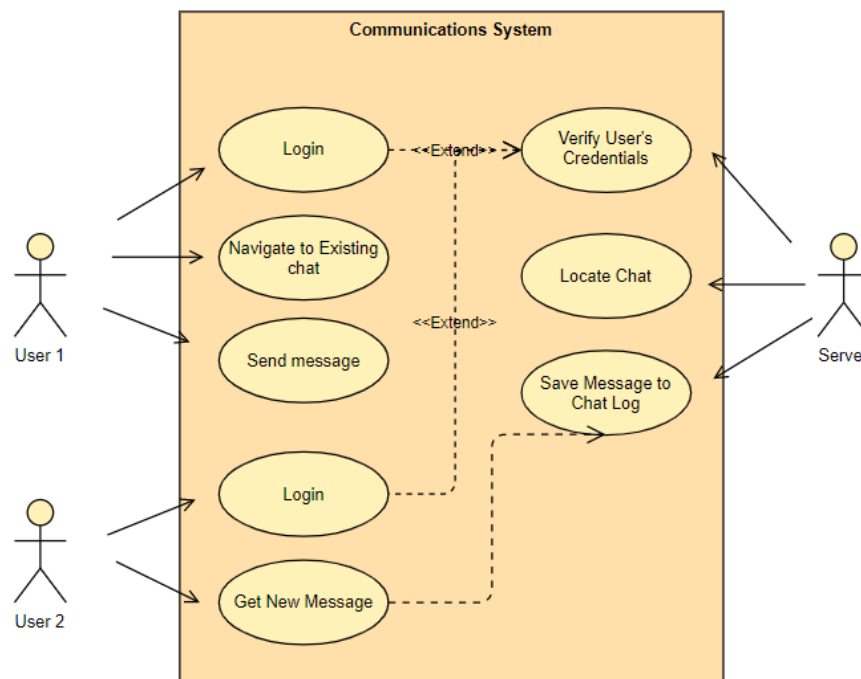 Communications System
Login
<<Extend>>
Verify User's
Credentials
Navigate to Existing
chat
Locate Chat
User 1
<<Extend>>
Send message
Serve
Save Message to
Chat Log
Login
Get New Message
User 2